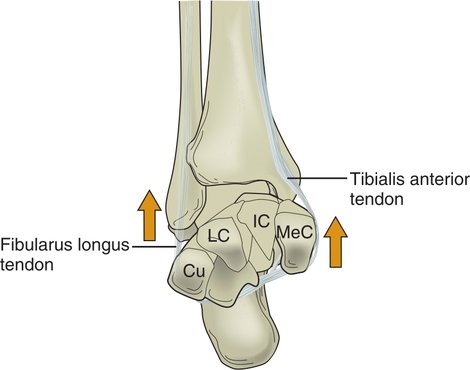 Tibialis anterior
tendon
Fibularus longus
tendon
LC
IC
MeC
Cu